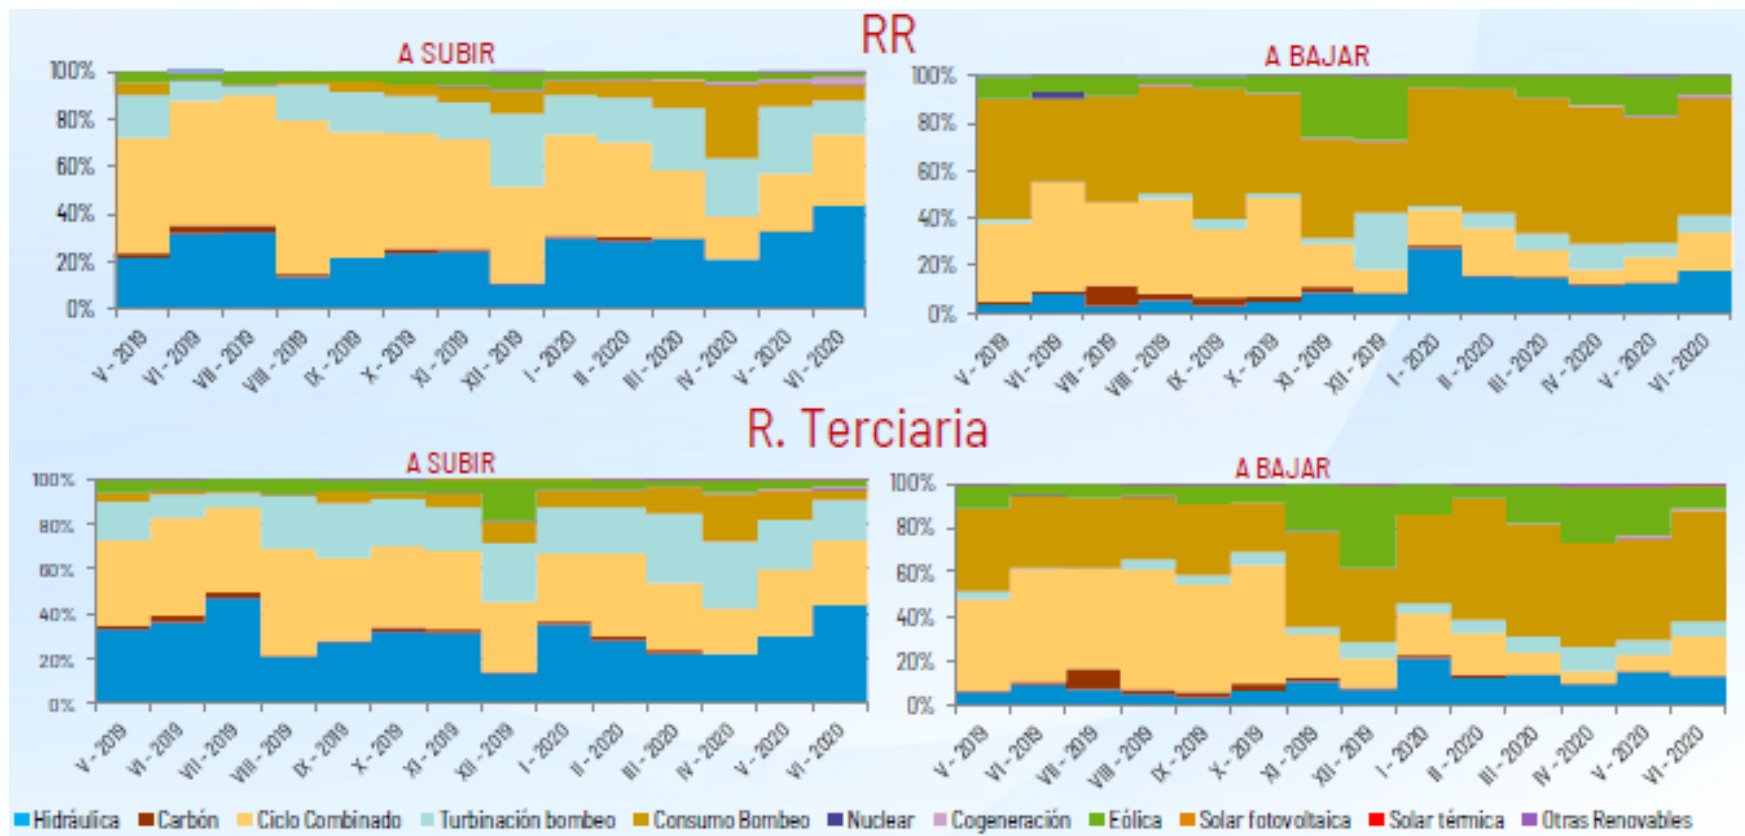 RR
A SUBIR
A BAJAR
100%
80%
60%
40%
20%
0%
V - 2019
VI - 2019
VII - 2019
VIII - 2019
IX - 2019
X - 2019
XI - 2019
XII - 2019
I - 2020
II - 2020
III - 2020
IV - 2020
V - 2020
VI - 2020
100%
80%
60%
40%
20%
0%
V - 2019
VI - 2019
VII - 2019
VIII - 2019
IX - 2019
X - 2019
XI - 2019
XII - 2019
I - 2020
II - 2020
III - 2020
IV - 2020
V - 2020
VI - 2020
R. Terciaria
A SUBIR
A BAJAR
100%
80%
60%
40%
20%
0%
V - 2019
VI - 2019
VII - 2019
VIII - 2019
IX - 2019
X - 2019
XI - 2019
XII - 2019
I - 2020
II - 2020
III - 2020
IV - 2020
V - 2020
VI - 2020
100%
80%
60%
40%
20%
0%
V - 2019
VI - 2019
VII - 2019
VIII - 2019
IX - 2019
X - 2019
XI - 2019
XII - 2019
I - 2020
II - 2020
III - 2020
IV - 2020
V - 2020
VI - 2020
Hidráulica Carbón Ciclo Combinado Turbinación bombeo Consumo Bombeo Nuclear Cogeneración Eólica Solar fotovoltaica Solar térmica Otras Renovables